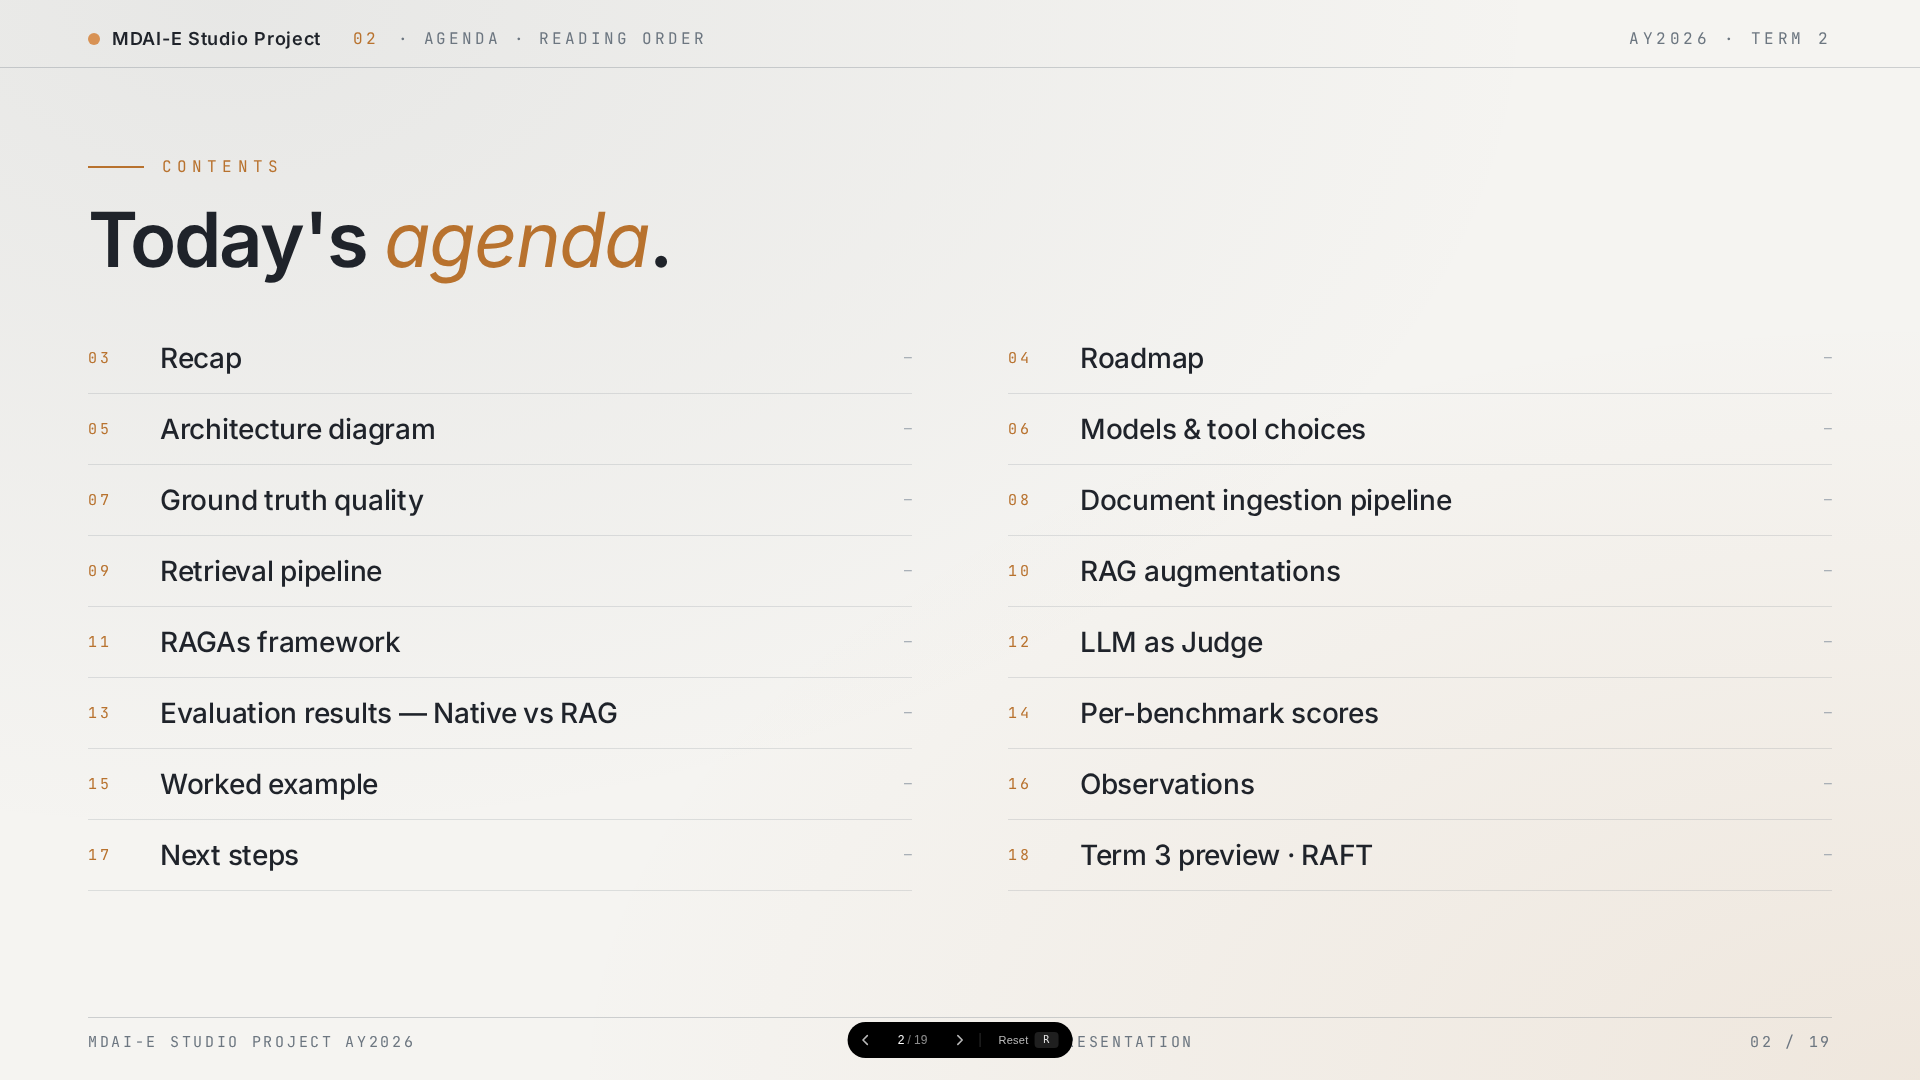 MDAI-E Studio Project 02 · AGENDA · READING ORDER AY2026 · TERM 2
CONTENTS
Today's agenda.
03 Recap —
04 Roadmap —
05 Architecture diagram —
06 Models & tool choices —
07 Ground truth quality —
08 Document ingestion pipeline —
09 Retrieval pipeline —
10 RAG augmentations —
11 RAGAs framework —
12 LLM as Judge —
13 Evaluation results — Native vs RAG —
14 Per-benchmark scores —
15 Worked example —
16 Observations —
17 Next steps —
18 Term 3 preview · RAFT —
MDAI-E STUDIO PROJECT AY2026
2 / 19 Reset R
02 / 19